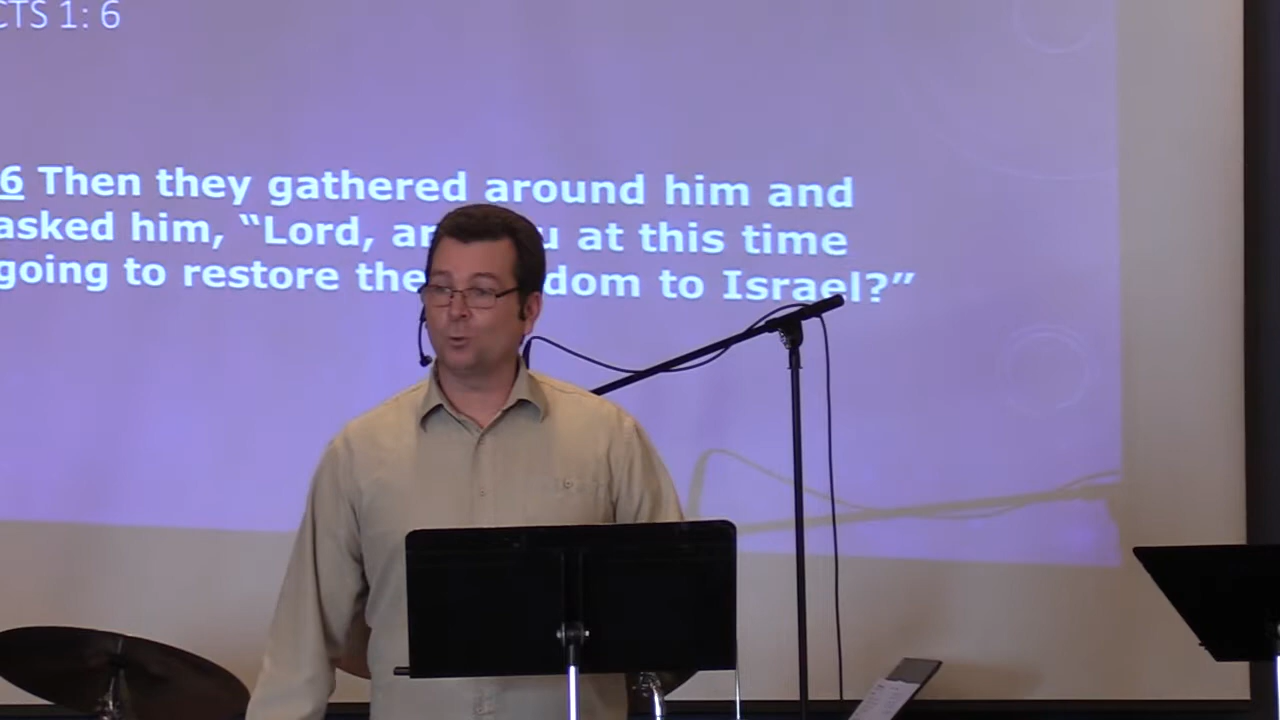 CTS 1: 6
6 Then they gathered around him and
asked him, “Lord, ar u at this time
going to restore the dom to Israel?”